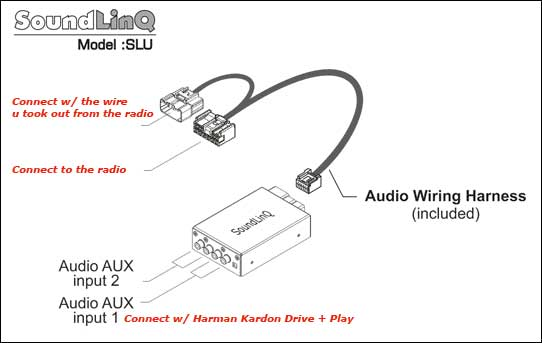 SoundLinQ
Model :SLU
Connect w/ the wire
u took out from the radio
Connect to the radio
Audio Wiring Harness
(included)
SoundLinQ
Audio AUX
input 2
Audio AUX
input 1 Connect w/ Harman Kardon Drive + Play